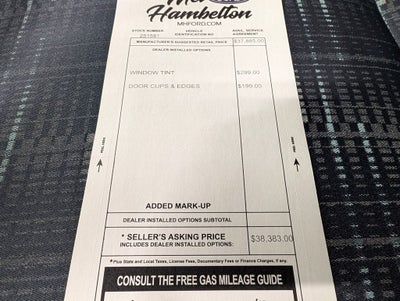 Hambelton
MHFORD.COM
STOCK NUMBER VEHICLE IDENTIFICATION NO AVAIL. SERVICE AGREEMENT
MANUFACTURER'S SUGGESTED RETAIL PRICE $37,885.00
DEALER INSTALLED OPTIONS
WINDOW TINT $299.00
DOOR CUPS & EDGES $199.00
ADDED MARK-UP
DEALER INSTALLED OPTIONS SUBTOTAL
* SELLER'S ASKING PRICE $38,383.00
INCLUDES DEALER INSTALLED OPTIONS:
*Plus State and Local Taxes, License Fees, Documentary Fees or Finance Charges, if any.
CONSULT THE FREE GAS MILEAGE GUIDE